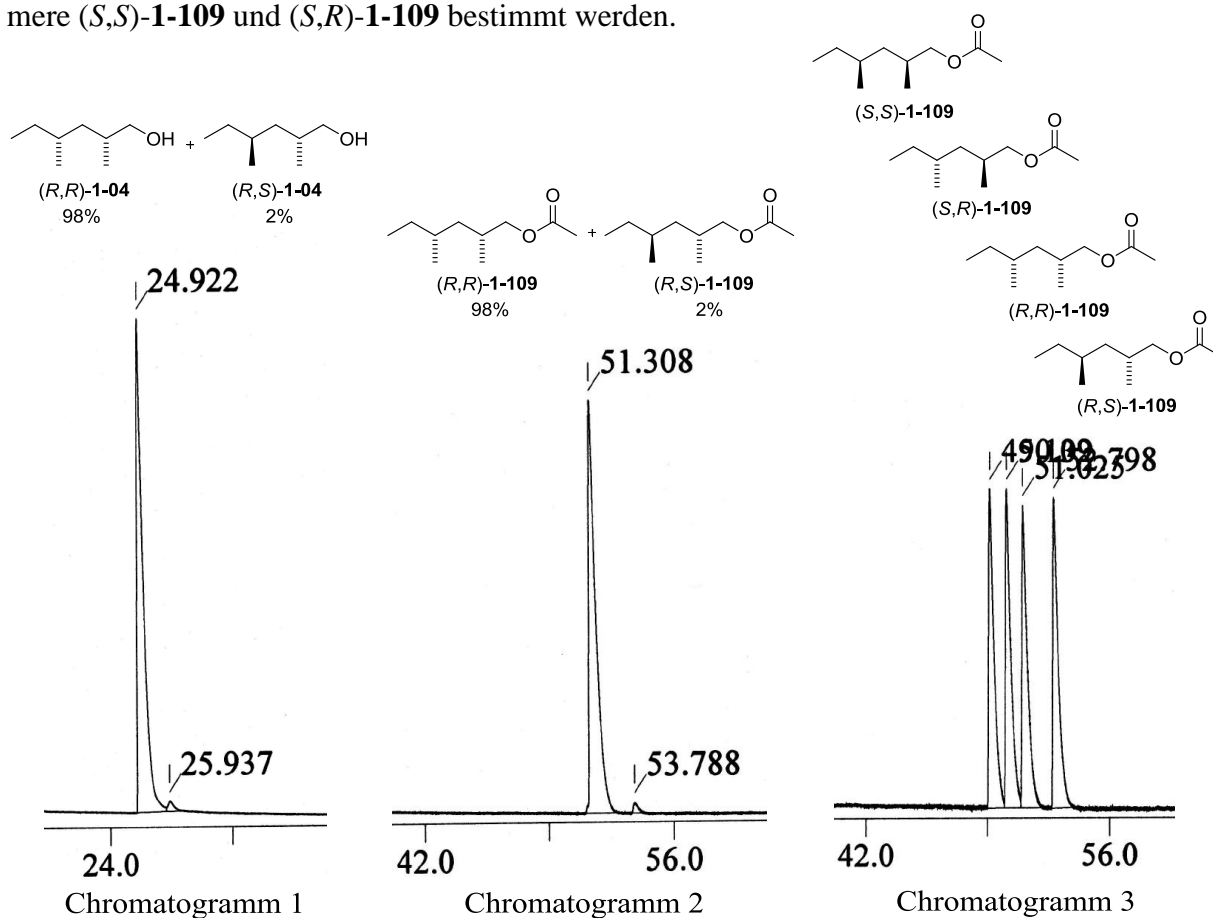 mere (S,S)-1-109 und (S,R)-1-109 bestimmt werden.
O
O
(S,S)-1-109
OH + OH
(R,R)-1-04 (R,S)-1-04
98% 2%
O
O
(S,R)-1-109
O O
O + O
(R,R)-1-109 (R,S)-1-109
98% 2%
O
O
(R,R)-1-109
O
O
(R,S)-1-109
24.922
25.937
24.0
Chromatogramm 1
51.308
53.788
42.0 56.0
Chromatogramm 2
51.025
42.0 56.0
Chromatogramm 3